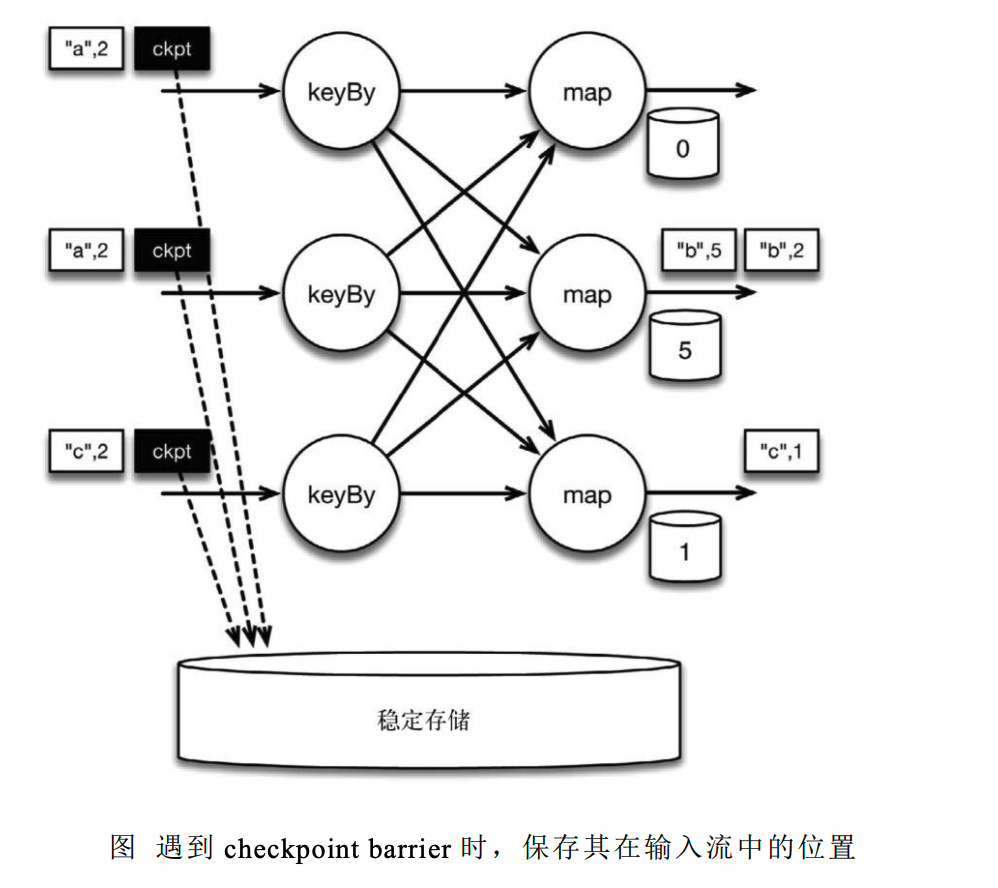 "a",2 ckpt
keyBy map
0
"a",2 ckpt "b",5 "b",2
keyBy map
5
"c",2 ckpt "c",1
keyBy map
1
稳定存储
图 遇到 checkpoint barrier 时，保存其在输入流中的位置